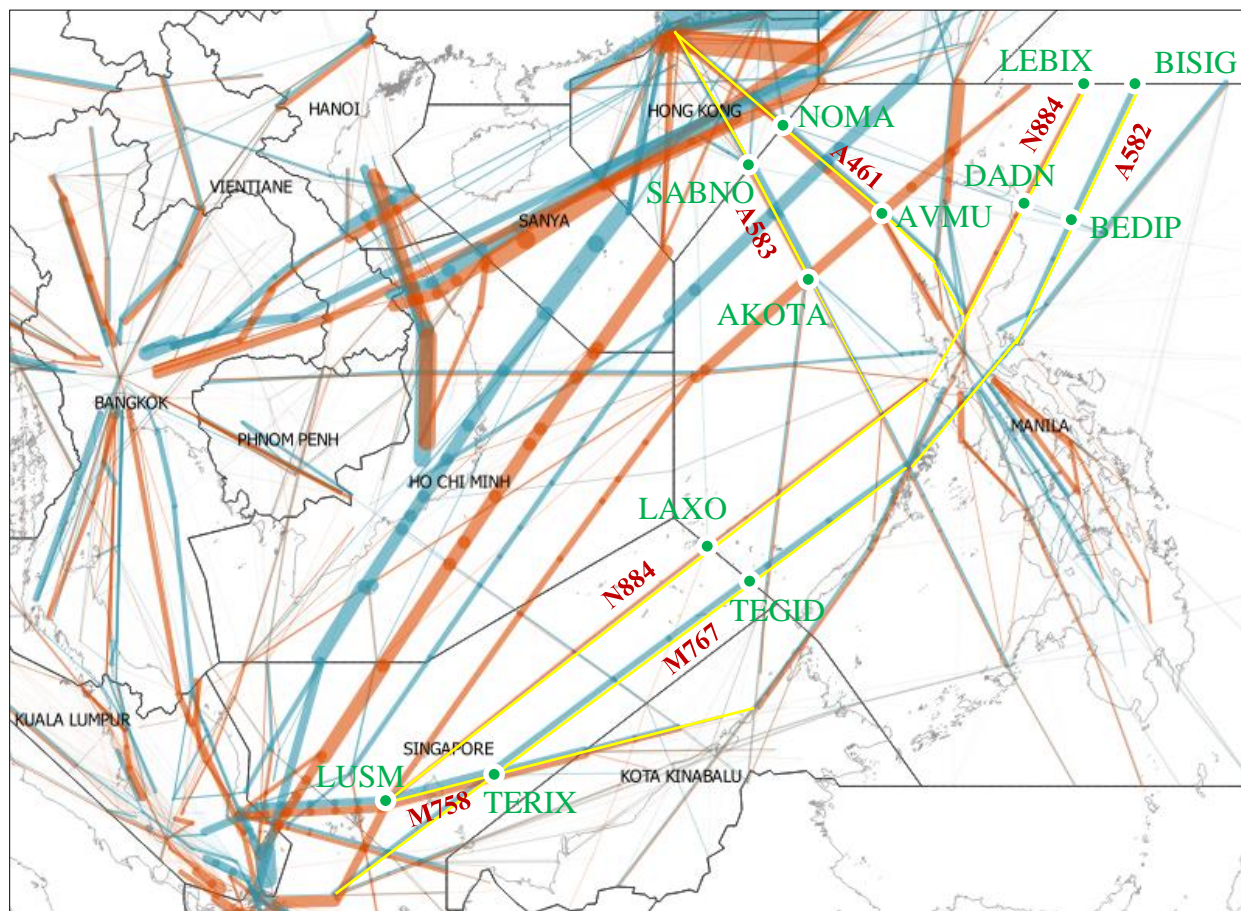 LEBIX
BISIG
HANOI
HONG KONG
NOMA
N884
A582
A461
DADN
VIENTIANE
SABNO
SANYA
A583
AVMU
BEDIP
AKOTA
BANGKOK
PHNOM PENH
MANILA
HO CHI MINH
LAXO
N884
TEGID
M767
KUALA LUMPUR
SINGAPORE
LUSM
KOTA KINABALU
M758
TERIX